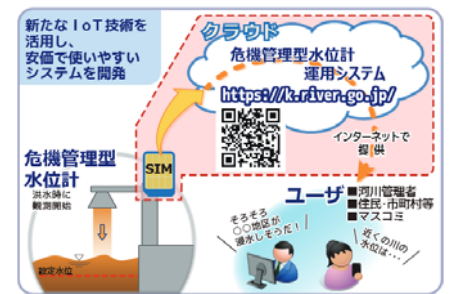 新たなIoT技術を
活用し、
安価で使いやすい
システムを開発
クラウド
危機管理型水位計
運用システム
https://k.river.go.jp/
インターネットで
提供
危機管理型
水位計
洪水時に
観測開始
SIM
設定水位
ユーザ
■河川管理者
■住民・市町村等
■マスコミ
そろそろ
○○地区が
浸水しそうだ！
近くの川の
水位は･･･